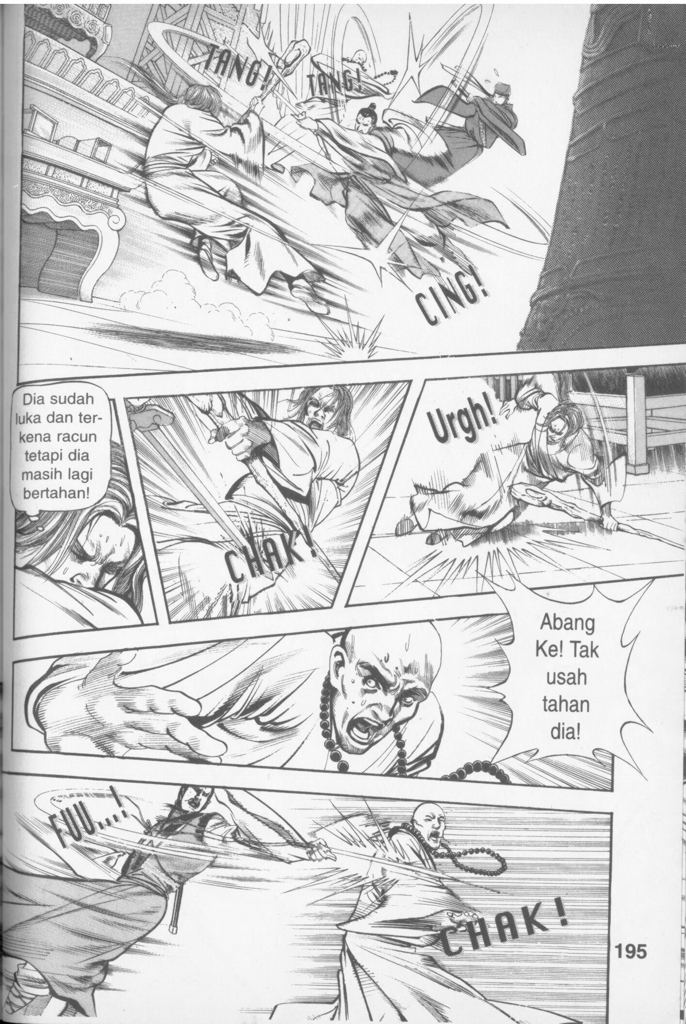 TANG!
TANG!
CING!
Dia sudah
luka dan ter-
kena racun
tetapi dia
masih lagi
bertahan!
CHAK!
Urgh!
Abang
Ke! Tak
usah
tahan
dia!
FUU....!
CHAK!
195